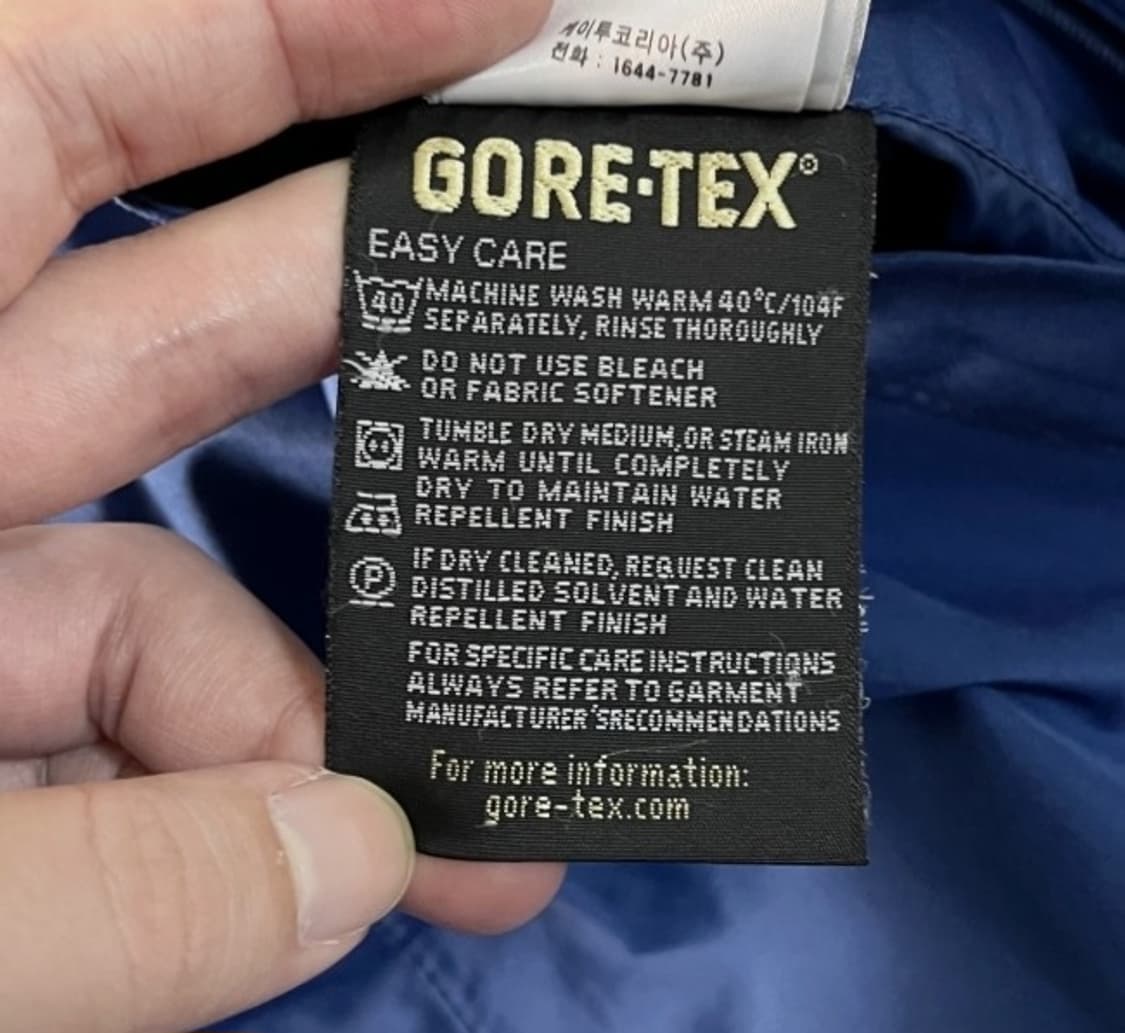 케이투코리아(주)
전화 : 1644-7781
GORE-TEX®
EASY CARE
40 MACHINE WASH WARM 40°C/104F
SEPARATELY, RINSE THOROUGHLY
DO NOT USE BLEACH
OR FABRIC SOFTENER
TUMBLE DRY MEDIUM, OR STEAM IRON
WARM UNTIL COMPLETELY
DRY TO MAINTAIN WATER
REPELLENT FINISH
P IF DRY CLEANED, REQUEST CLEAN
DISTILLED SOLVENT AND WATER
REPELLENT FINISH
FOR SPECIFIC CARE INSTRUCTIONS
ALWAYS REFER TO GARMENT
MANUFACTURER'S RECOMMENDATIONS
For more information:
gore-tex.com